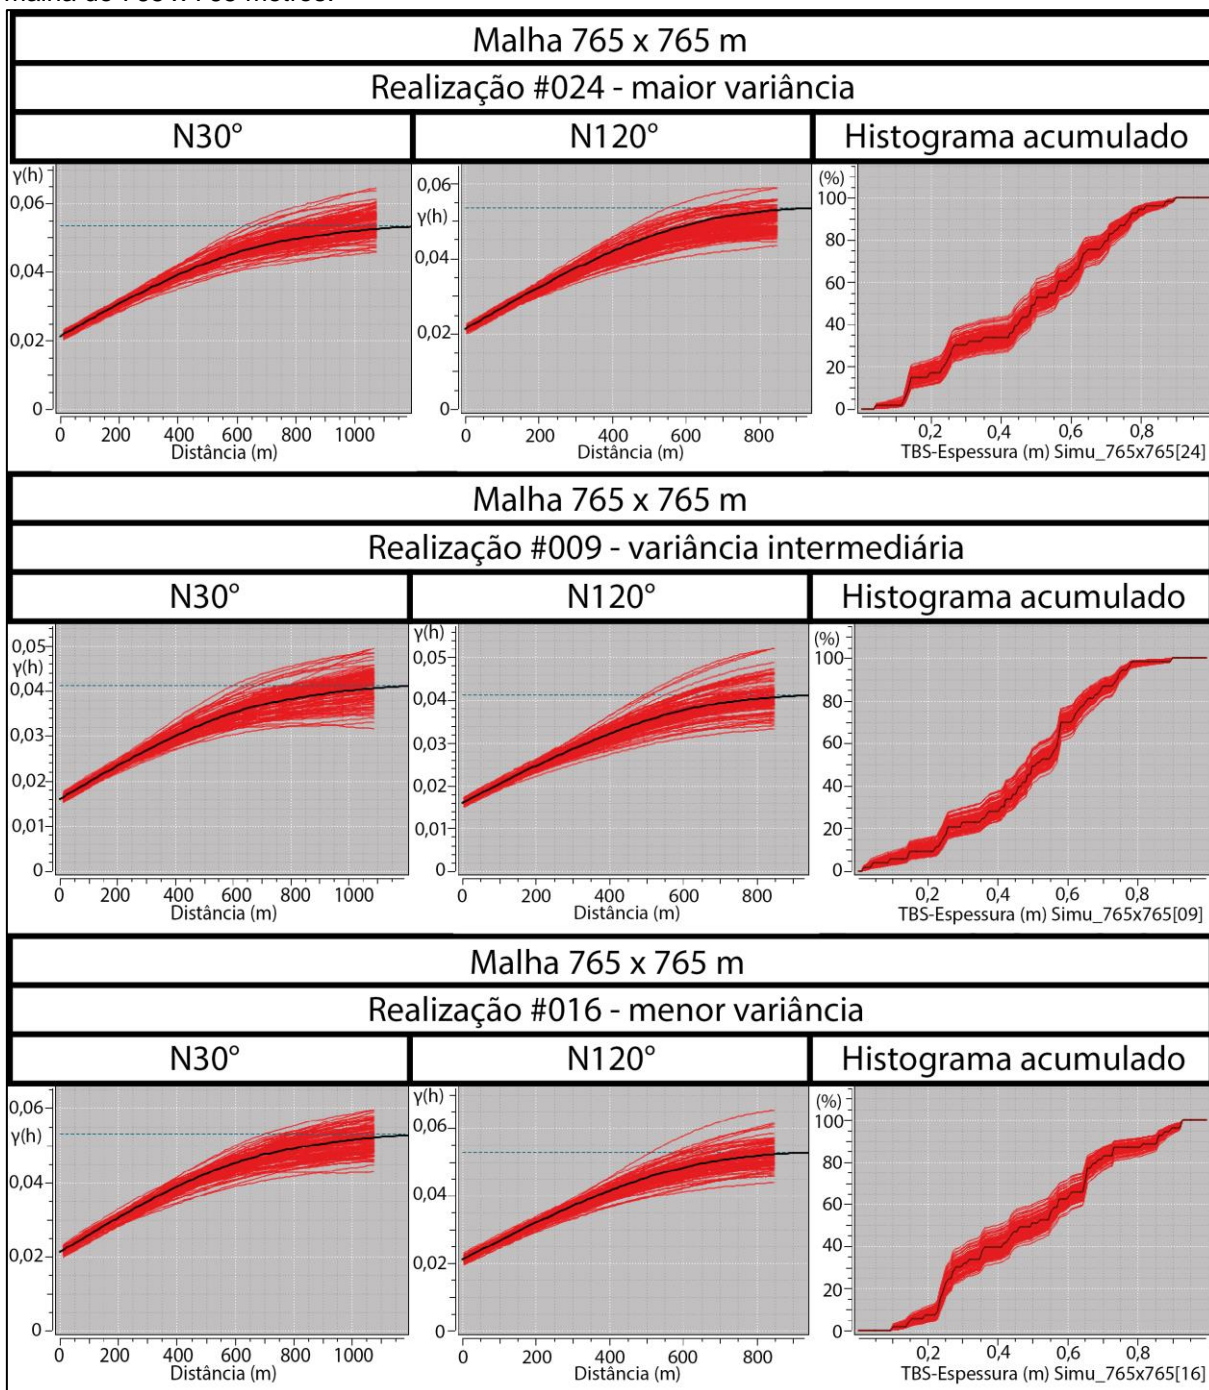 malha de 765 x 765 metros.
Malha 765 x 765 m
Realização #024 - maior variância
N30° N120° Histograma acumulado
γ(h)
0,06
0,04
0,02
0
0 200 400 600 800 1000
Distância (m)
0,06
γ(h)
0,04
0,02
0
0 200 400 600 800
Distância (m)
(%)
100
80
60
40
20
0
0,2 0,4 0,6 0,8
TBS-Espessura (m) Simu_765x765[24]
Malha 765 x 765 m
Realização #009 - variância intermediária
N30° N120° Histograma acumulado
0,05
γ(h)
0,04
0,03
0,02
0,01
0
0 200 400 600 800 1000
Distância (m)
γ(h)
0,05
0,04
0,03
0,02
0,01
0
0 200 400 600 800
Distância (m)
(%)
100
80
60
40
20
0
0,2 0,4 0,6 0,8
TBS-Espessura (m) Simu_765x765[09]
Malha 765 x 765 m
Realização #016 - menor variância
N30° N120° Histograma acumulado
0,06
γ(h)
0,04
0,02
0
0 200 400 600 800 1000
Distância (m)
γ(h)
0,06
0,04
0,02
0
0 200 400 600 800
Distância (m)
(%)
100
80
60
40
20
0
0,2 0,4 0,6 0,8
TBS-Espessura (m) Simu_765x765[16]